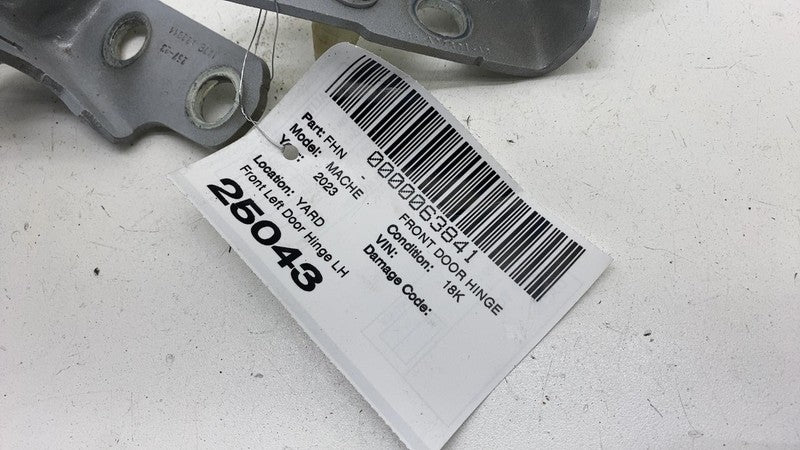 0000063841
Part: FHN - FRONT DOOR HINGE
Model: MACHE Condition: 18K
Year: 2023 VIN:
Damage Code:
Location: YARD
Front Left Door Hinge LH
25043